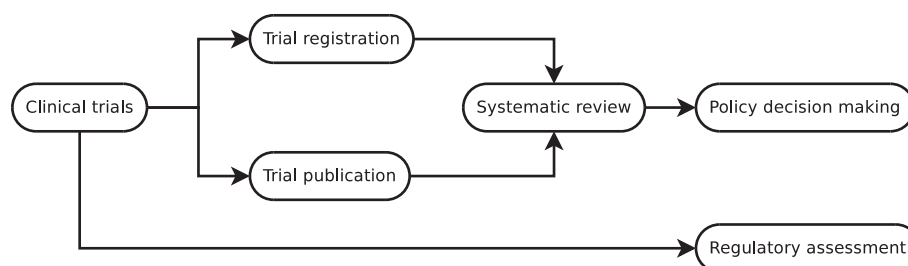 Trial registration
Clinical trials
Systematic review
Policy decision making
Trial publication
Regulatory assessment